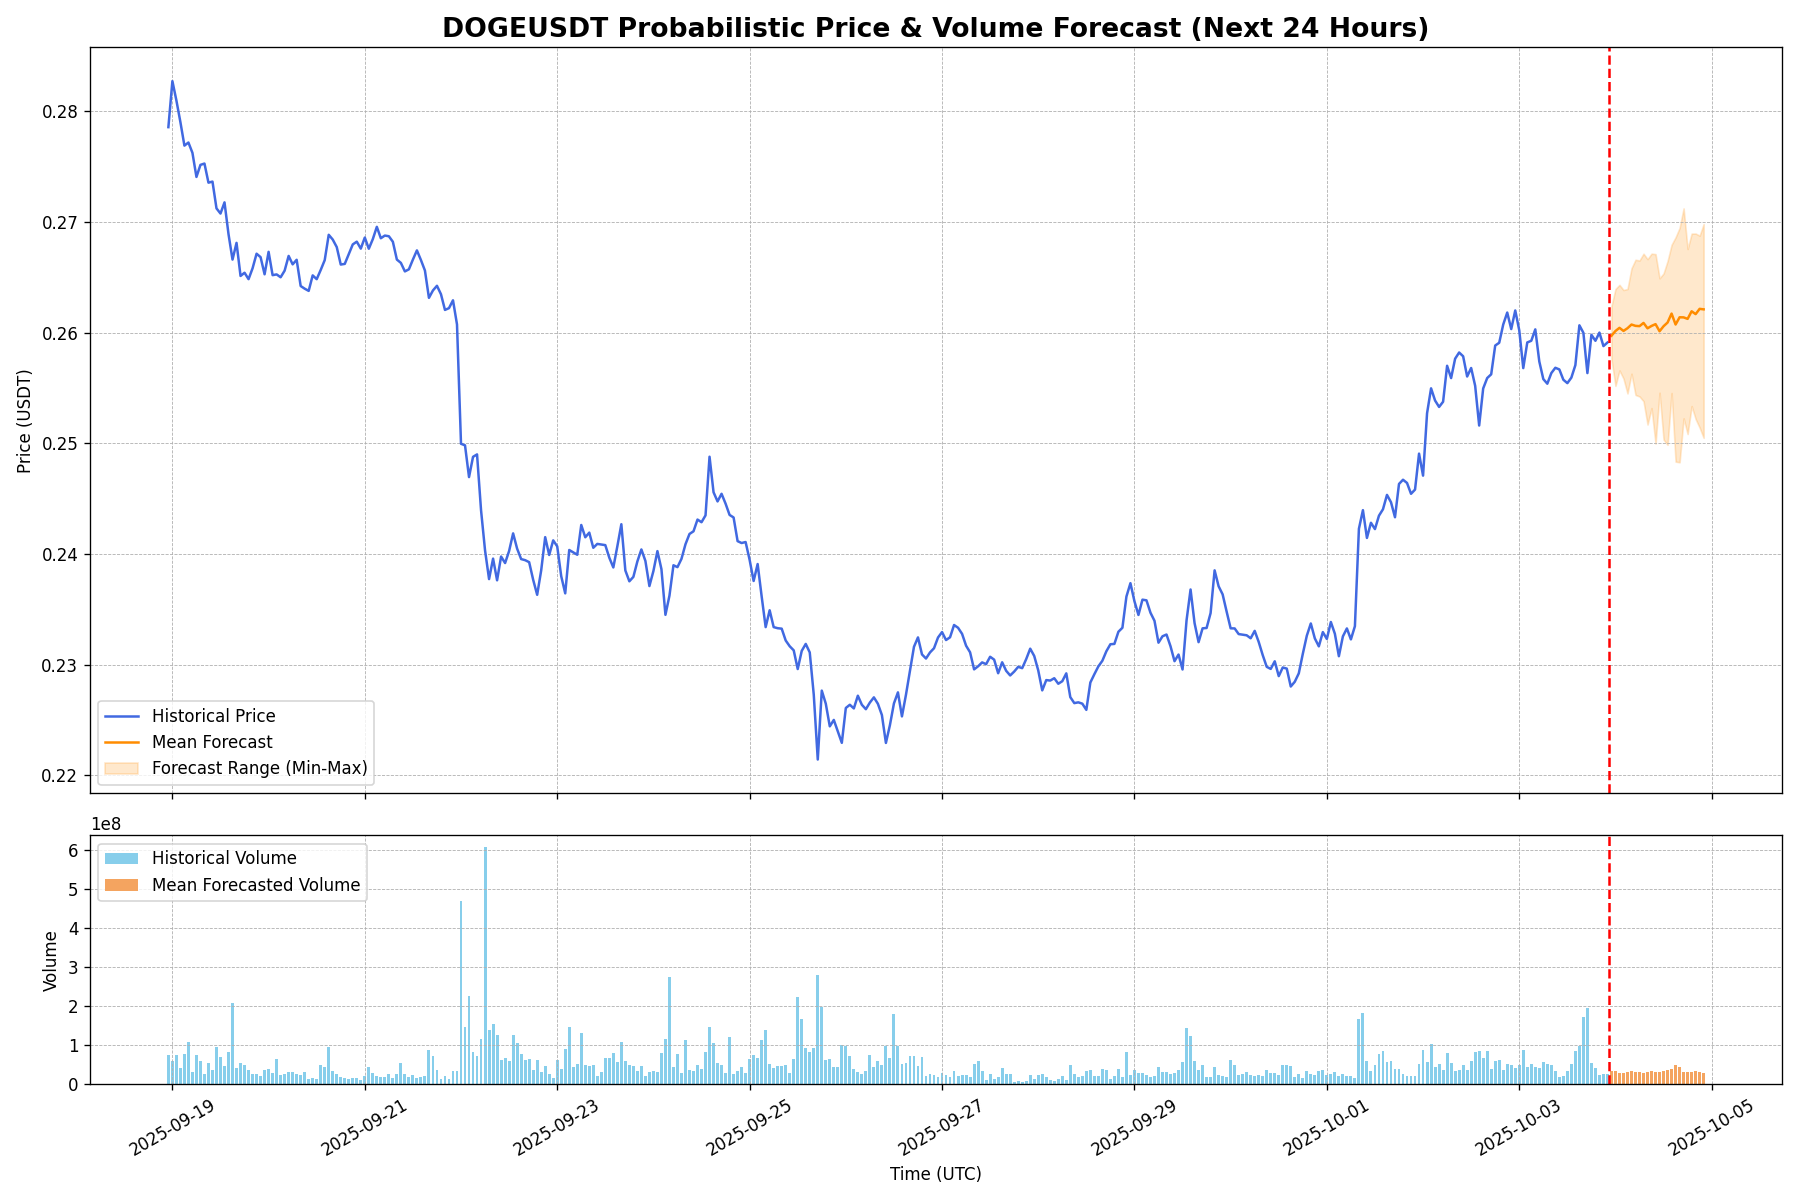 DOGEUSDT Probabilistic Price & Volume Forecast (Next 24 Hours)
Price (USDT)
0.28
0.27
0.26
0.25
0.24
0.23
0.22
Historical Price
Mean Forecast
Forecast Range (Min-Max)
1e8
Volume
6
5
4
3
2
1
0
Historical Volume
Mean Forecasted Volume
2025-09-19
2025-09-21
2025-09-23
2025-09-25
2025-09-27
2025-09-29
2025-10-01
2025-10-03
2025-10-05
Time (UTC)